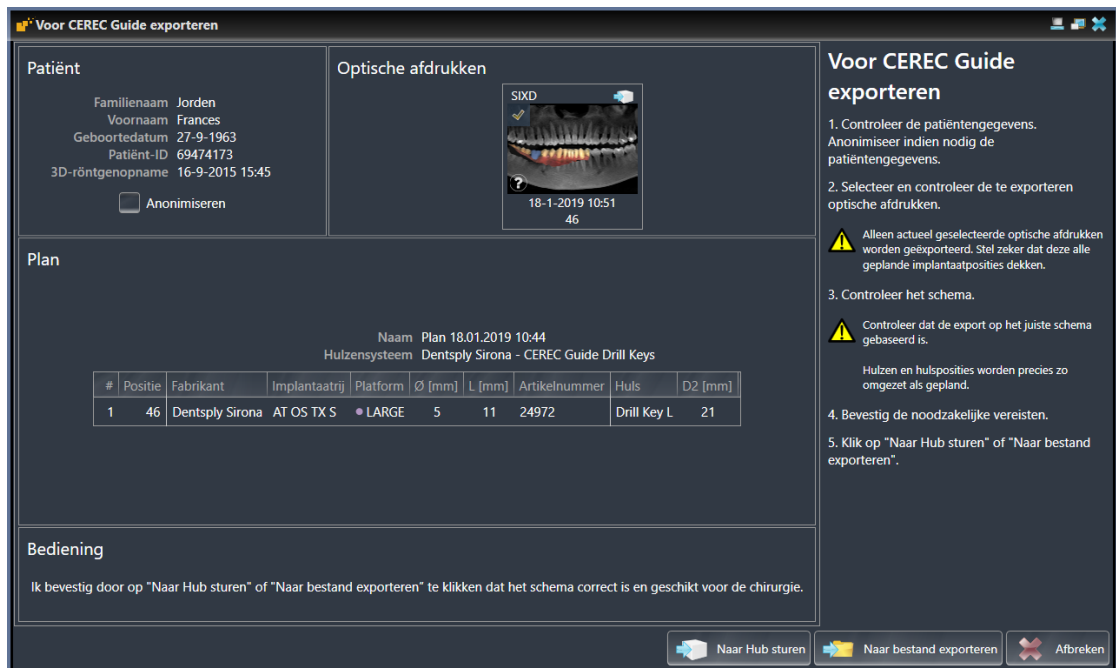 Voor CEREC Guide exporteren
Patiënt
Familienaam Jorden
Voornaam Frances
Geboortedatum 27-9-1963
Patiënt-ID 69474173
3D-röntgenopname 16-9-2015 15:45
Anonimiseren
Optische afdrukken
SIXD
?
18-1-2019 10:51
46
Plan
Naam Plan 18.01.2019 10:44
Hulzensysteem Dentsply Sirona - CEREC Guide Drill Keys
# Positie Fabrikant Implantaatrij Platform Ø [mm] L [mm] Artikelnummer Huls D2 [mm]
1 46 Dentsply Sirona AT OS TX S LARGE 5 11 24972 Drill Key L 21
Bediening
Ik bevestig door op "Naar Hub sturen" of "Naar bestand exporteren" te klikken dat het schema correct is en geschikt voor de chirurgie.
Voor CEREC Guide
exporteren
1. Controleer de patiëntengegevens.
Anonimiseer indien nodig de
patiëntengegevens.
2. Selecteer en controleer de te exporteren
optische afdrukken.
Alleen actueel geselecteerde optische afdrukken
worden geëxporteerd. Stel zeker dat deze alle
geplande implantaatposities dekken.
3. Controleer het schema.
Controleer dat de export op het juiste schema
gebaseerd is.
Hulzen en hulsposities worden precies zo
omgezet als gepland.
4. Bevestig de noodzakelijke vereisten.
5. Klik op "Naar Hub sturen" of "Naar bestand
exporteren".
Naar Hub sturen
Naar bestand exporteren
Afbreken